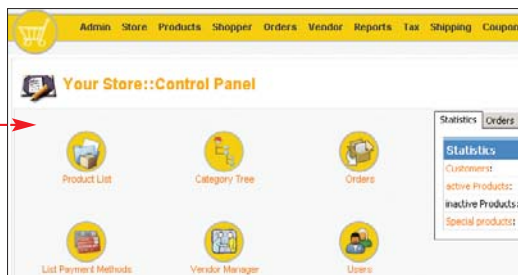 Admin Store Products Shopper Orders Vendor Reports Tax Shipping Coupon
Your Store::Control Panel
Statistics Orders
Product List Category Tree Orders
Statistics
Customers:
active Products:
inactive Products:
Special products:
List Payment Methods Vendor Manager Users